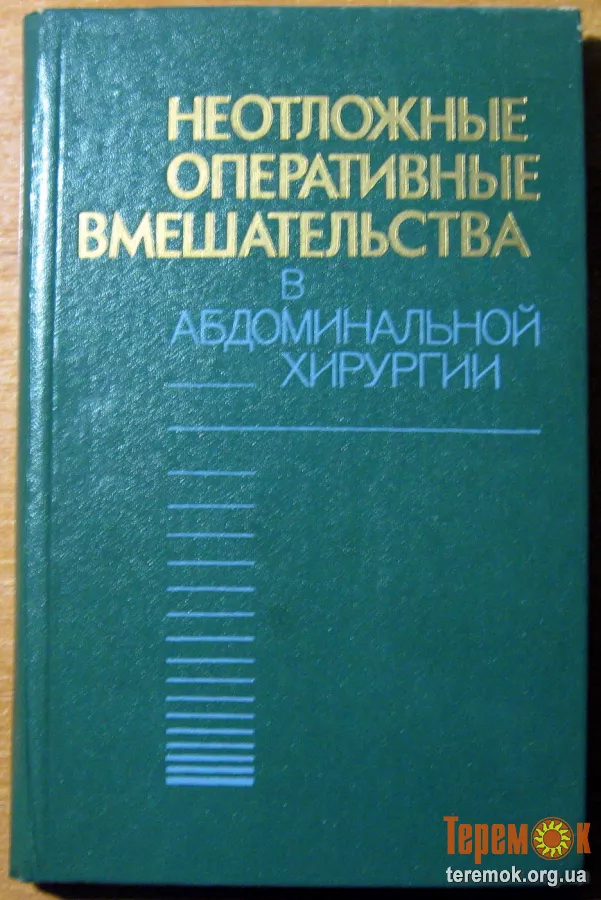 НЕОТЛОЖНЫЕ
ОПЕРАТИВНЫЕ
ВМЕШАТЕЛЬСТВА
В
АБДОМИНАЛЬНОЙ
ХИРУРГИИ
Теремок
teremok.org.ua